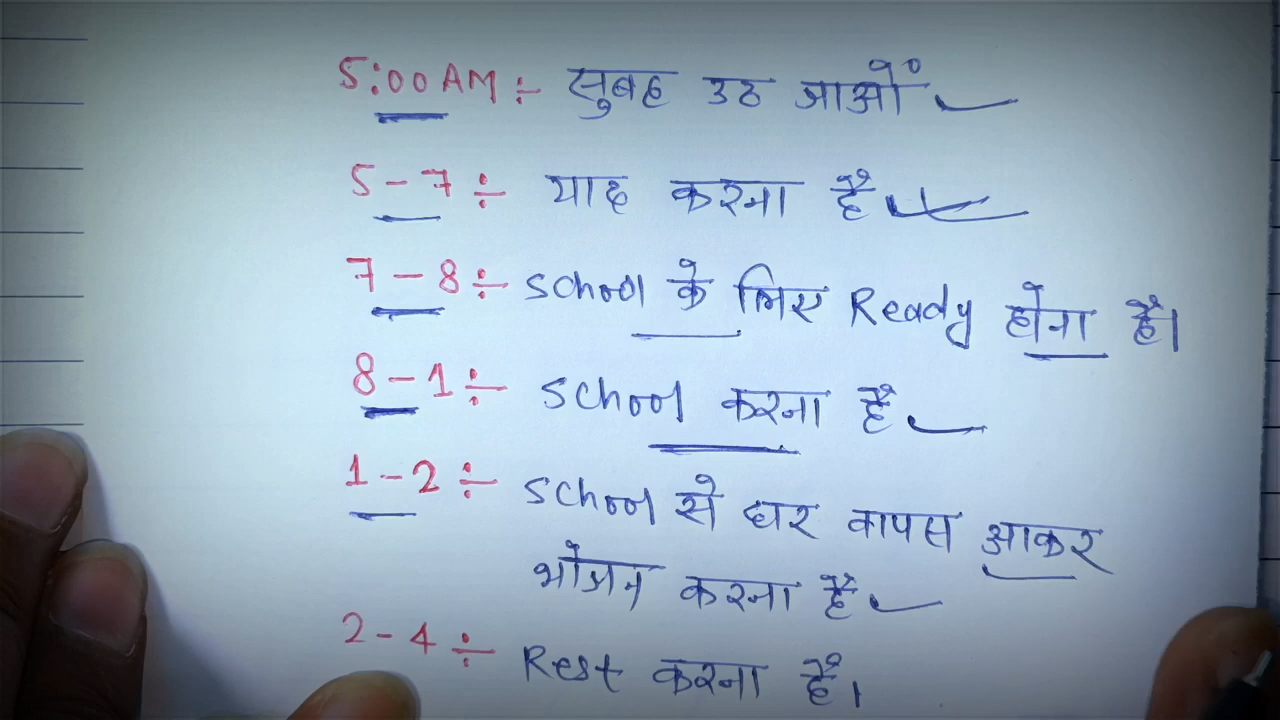 5:00 AM ÷ सुबह उठ जाओं
5 - 7 ÷ याद करना है
7 - 8 ÷ School के लिए Ready होना है।
8 - 1 ÷ School करना है
1 - 2 ÷ School से घर वापस आकर
भोजन करना है
2 - 4 ÷ Rest करना है।